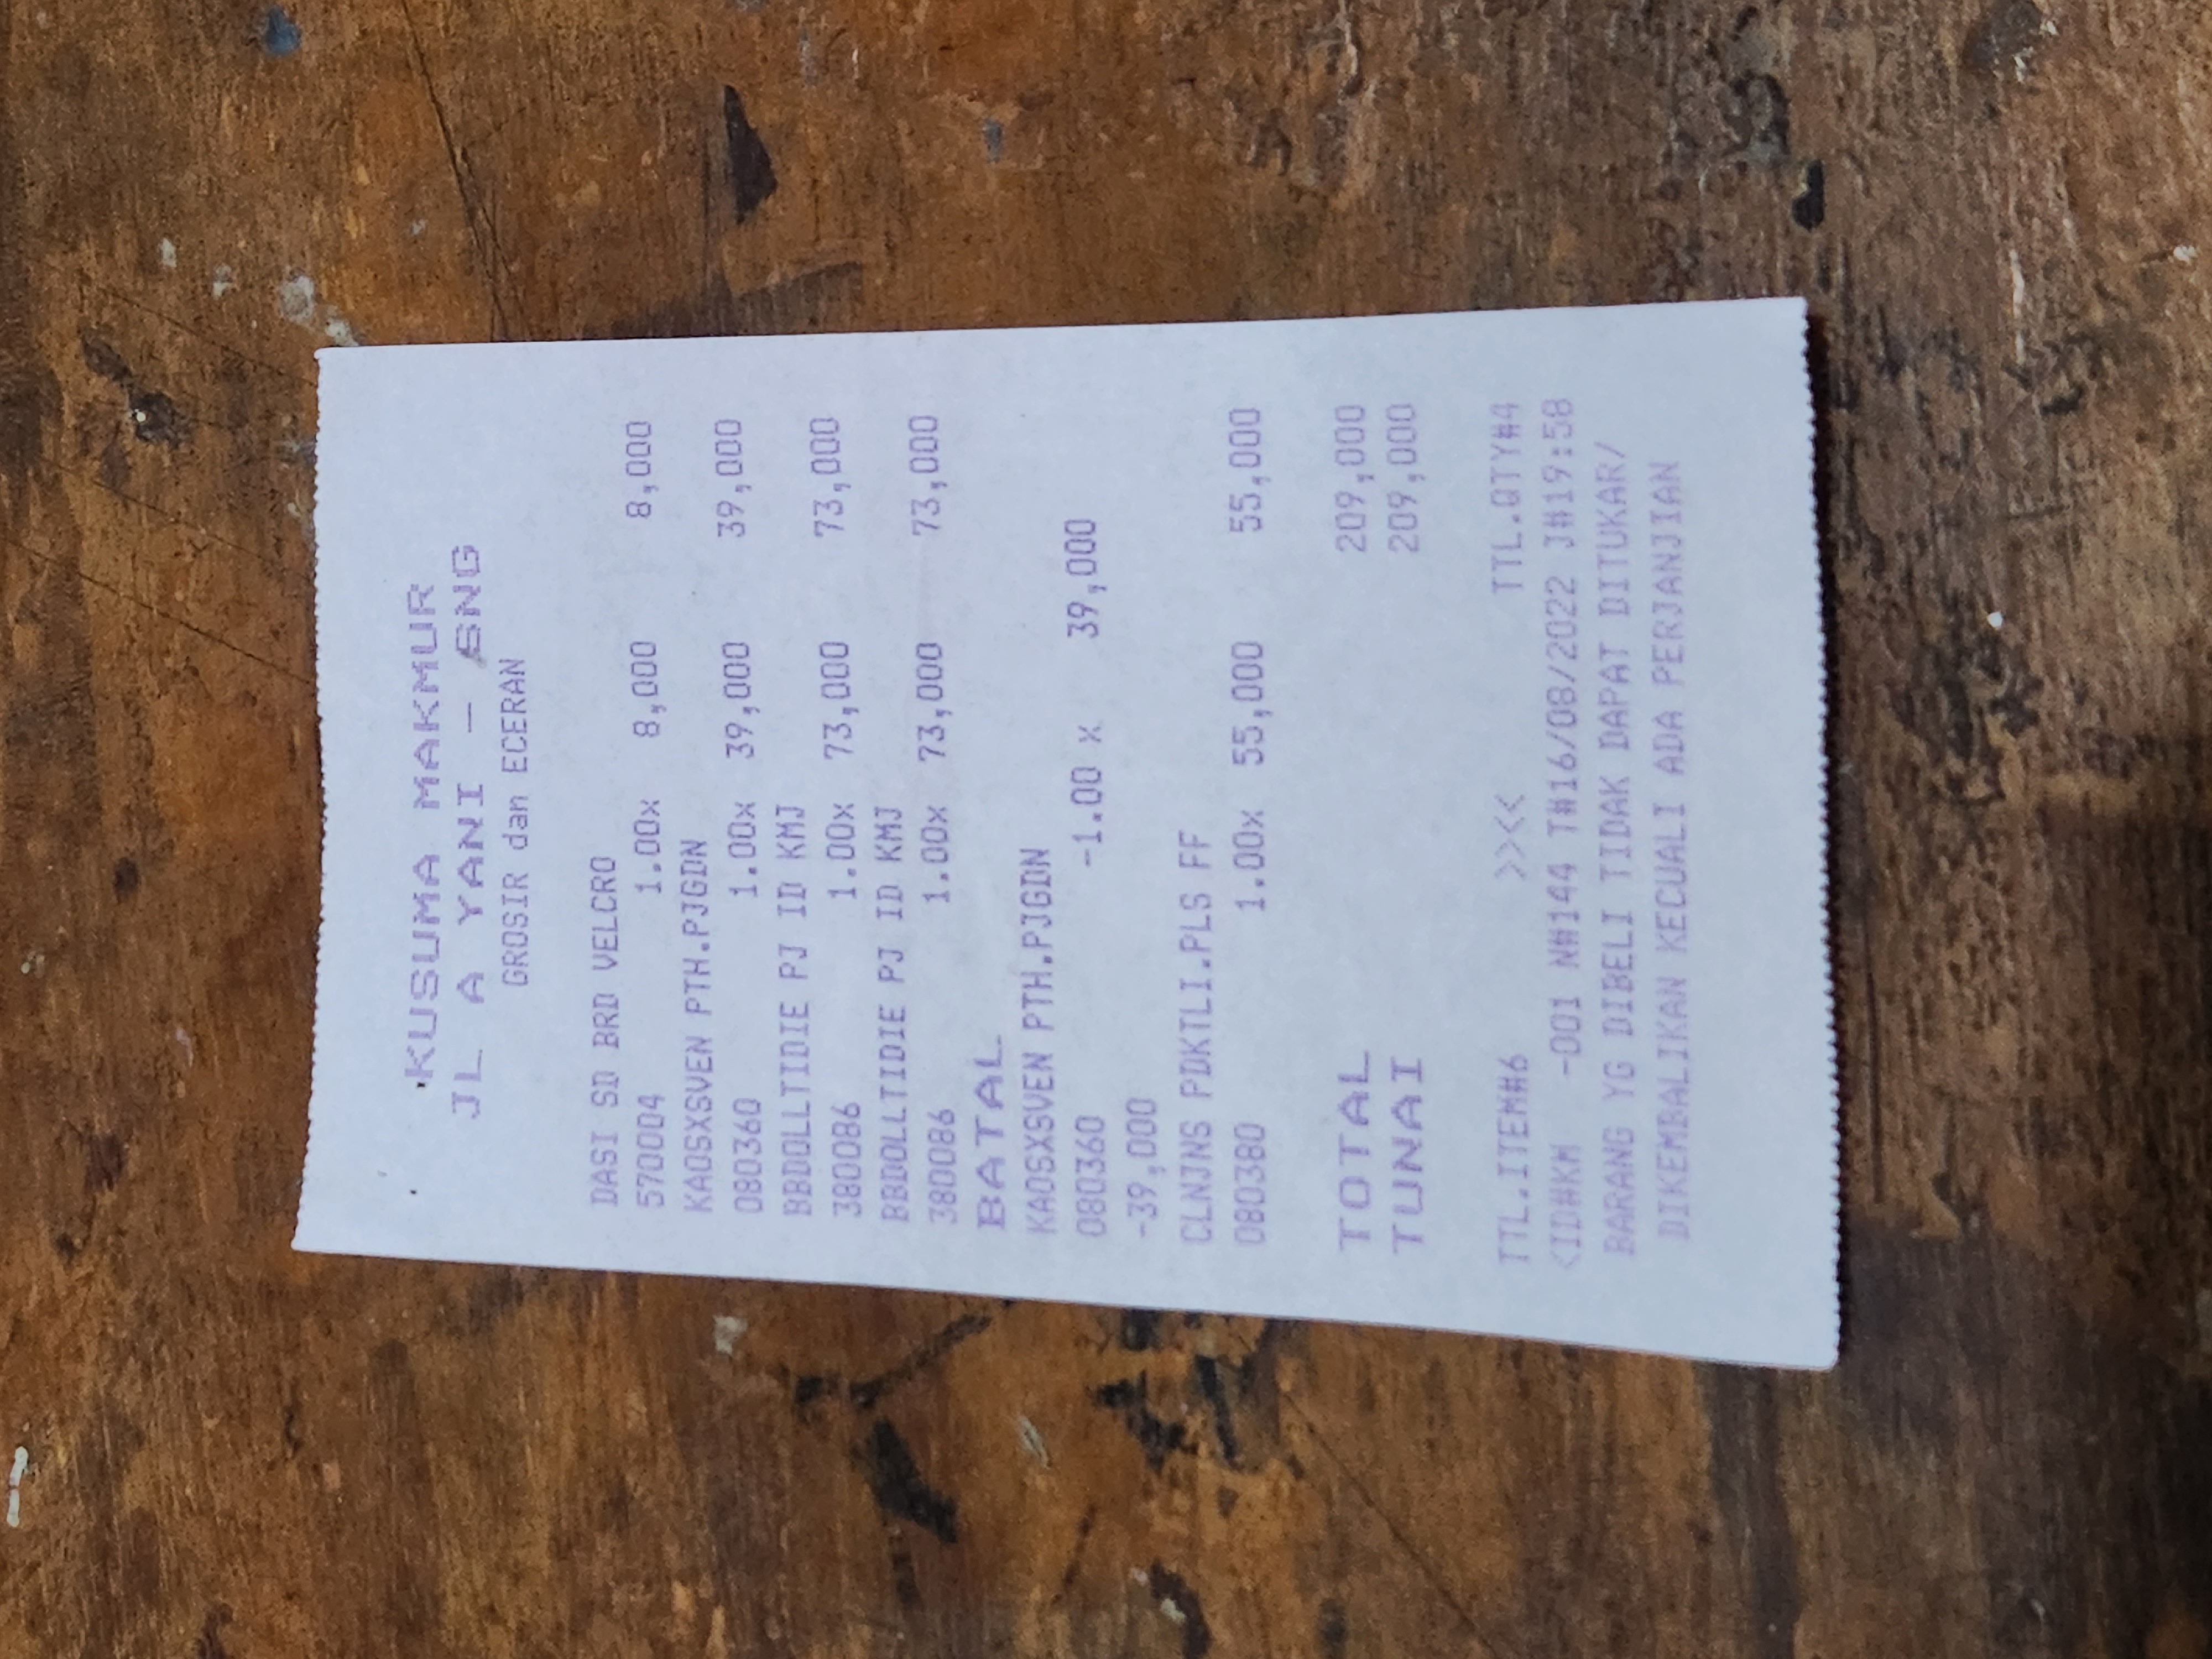 KUSUMA MAKMUR
JL A YANI - SNG
GROSIR dan ECERAN
DASI SD BRD VELCRO
570004 1.00x 8,000 8,000
KAOSXSVEN PTH.PJGDN
080360 1.00x 39,000 39,000
BBDOLLTIDIE PJ ID KMJ
380086 1.00x 73,000 73,000
BBDOLLTIDIE PJ ID KMJ
380086 1.00x 73,000 73,000
BATAL
KAOSXSVEN PTH.PJGDN
080360 -1.00 x 39,000
-39,000
CLNJNS PDKTLI.PLS FF
080380 1.00x 55,000 55,000
TOTAL 209,000
TUNAI 209,000
TTL.ITEM#6 >><< TTL.QTY#4
<ID#KM -001 N#144 T#16/08/2022 J#19:58
BARANG YG DIBELI TIDAK DAPAT DITUKAR/
DIKEMBALIKAN KECUALI ADA PERJANJIAN